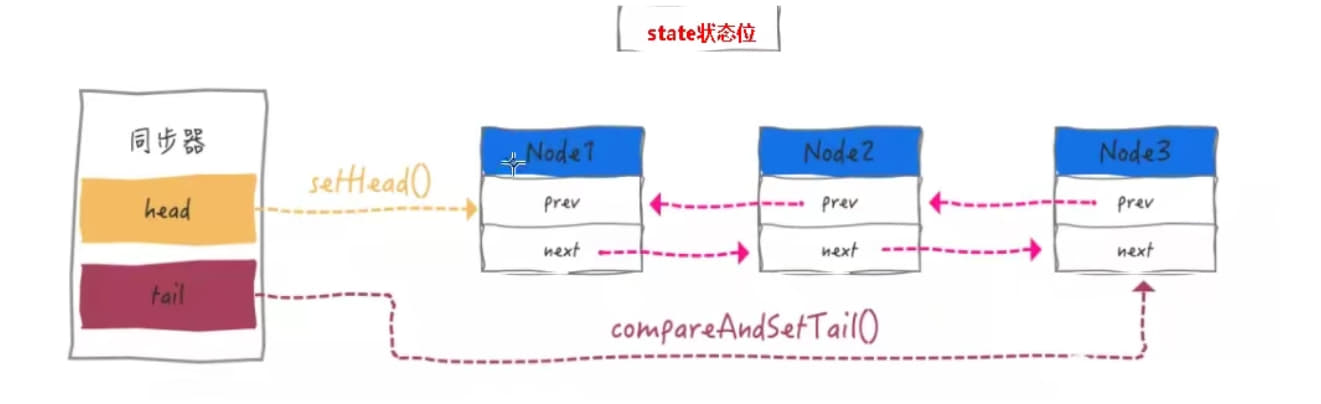 state状态位
同步器
head
tail
setHead()
Node1
prev
next
Node2
prev
next
Node3
prev
next
compareAndSetTail()